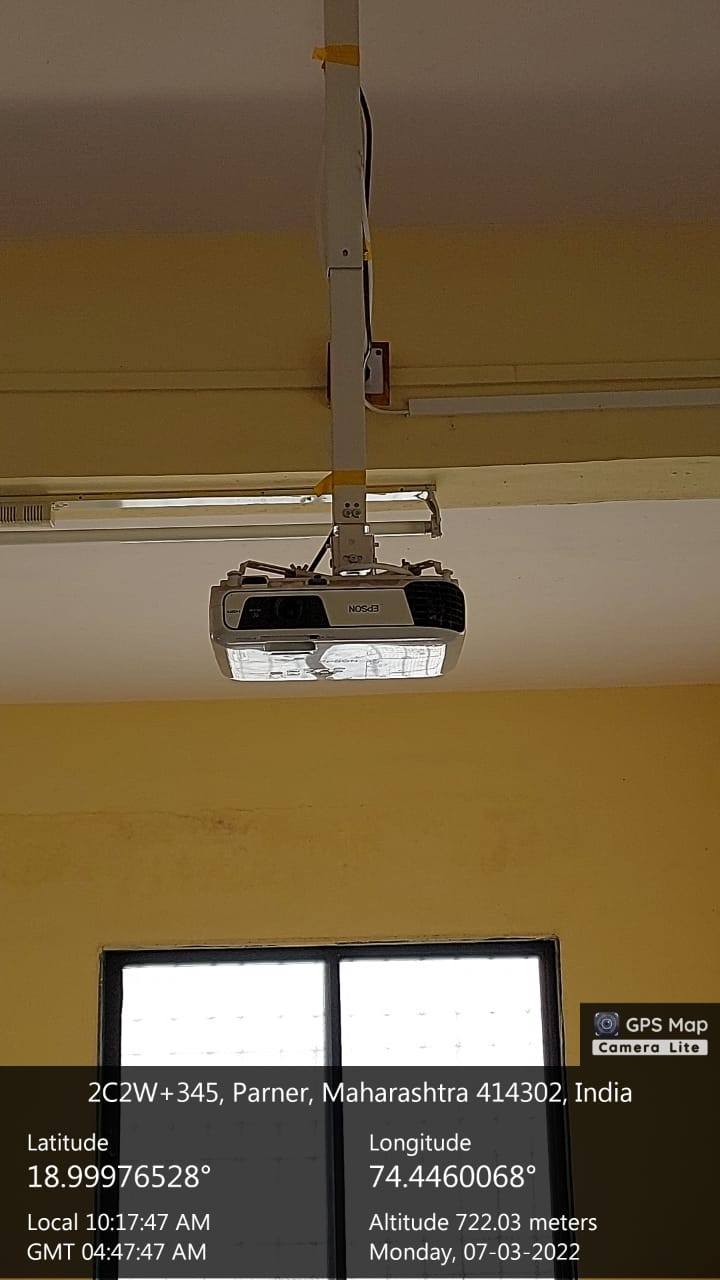 EPSON
GPS Map
Camera Lite
2C2W+345, Parner, Maharashtra 414302, India
Latitude
18.99976528°
Longitude
74.4460068°
Local 10:17:47 AM
GMT 04:47:47 AM
Altitude 722.03 meters
Monday, 07-03-2022